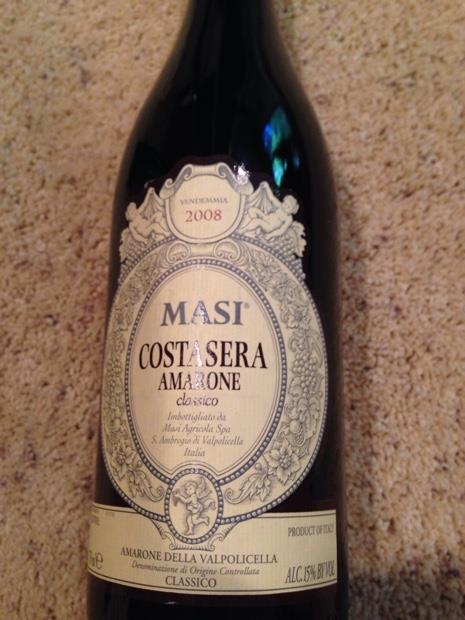 VENDEMMIA
2008
MASI®
COSTASERA
AMARONE
classico
Imbottigliato da
Masi Agricola Spa
S. Ambrogio di Valpolicella
Italia
PRODUCT OF ITALY
AMARONE DELLA VALPOLICELLA
Denominazione di Origine Controllata
CLASSICO
ALC. 15% BY VOL